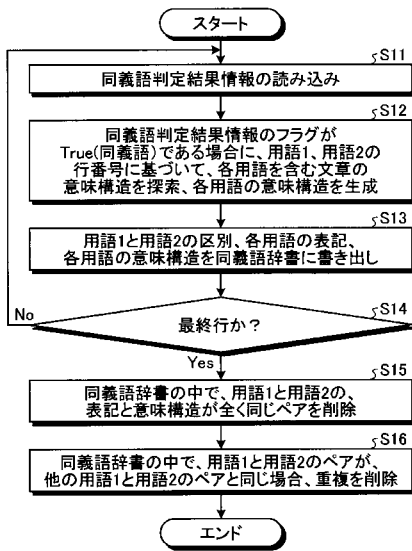 スタート
S11
同義語判定結果情報の読み込み
S12
同義語判定結果情報のフラグが
True(同義語)である場合に、用語1、用語2の
行番号に基づいて、各用語を含む文章の
意味構造を探索、各用語の意味構造を生成
S13
用語1と用語2の区別、各用語の表記、
各用語の意味構造を同義語辞書に書き出し
S14
No
最終行か？
Yes
S15
同義語辞書の中で、用語1と用語2の、
表記と意味構造が全く同じペアを削除
S16
同義語辞書の中で、用語1と用語2のペアが、
他の用語1と用語2のペアと同じ場合、重複を削除
エンド